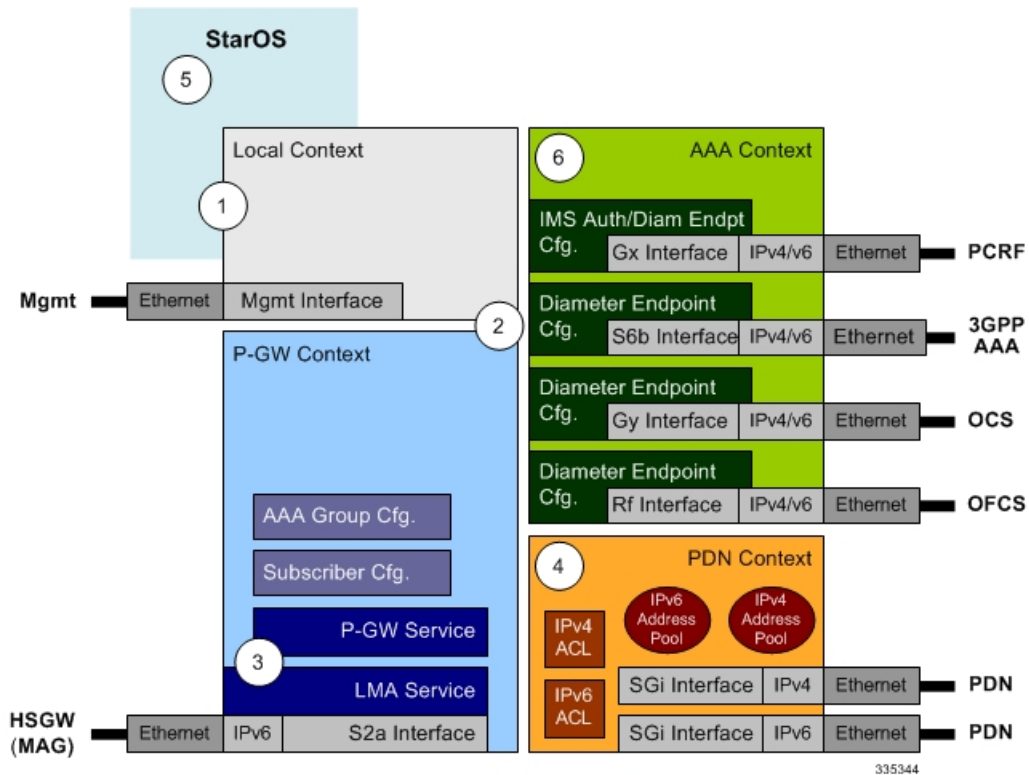 StarOS
5
Local Context
1
Mgmt
Ethernet
Mgmt Interface
2
P-GW Context
AAA Group Cfg.
Subscriber Cfg.
P-GW Service
3
LMA Service
HSGW
(MAG)
Ethernet
IPv6
S2a Interface
6
AAA Context
IMS Auth/Diam Endpt
Cfg.
Gx Interface
IPv4/v6
Ethernet
PCRF
Diameter Endpoint
Cfg.
S6b Interface
IPv4/v6
Ethernet
3GPP
AAA
Diameter Endpoint
Cfg.
Gy Interface
IPv4/v6
Ethernet
OCS
Diameter Endpoint
Cfg.
Rf Interface
IPv4/v6
Ethernet
OFCS
4
PDN Context
IPv6
Address
Pool
IPv4
Address
Pool
IPv4
ACL
IPv6
ACL
SGi Interface
IPv4
Ethernet
PDN
SGi Interface
IPv6
Ethernet
PDN
335344